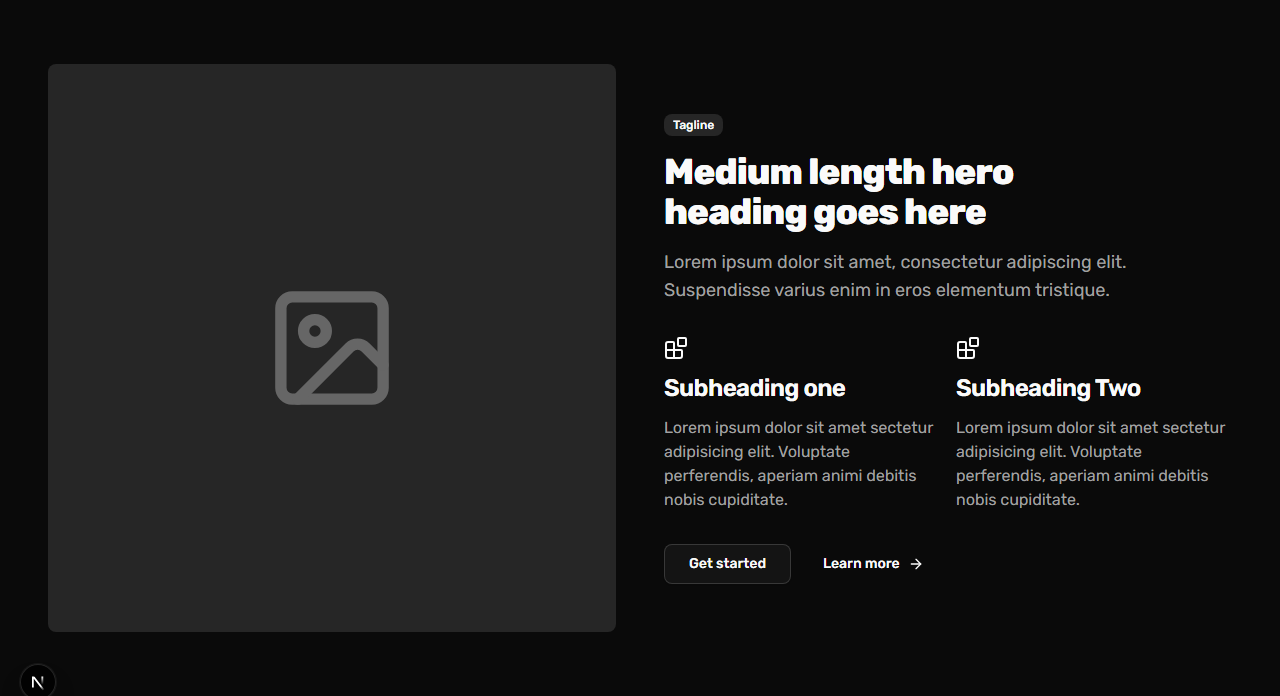 Tagline
Medium length hero
heading goes here
Lorem ipsum dolor sit amet, consectetur adipiscing elit.
Suspendisse varius enim in eros elementum tristique.
Subheading one
Lorem ipsum dolor sit amet sectetur
adipisicing elit. Voluptate
perferendis, aperiam animi debitis
nobis cupiditate.
Subheading Two
Lorem ipsum dolor sit amet sectetur
adipisicing elit. Voluptate
perferendis, aperiam animi debitis
nobis cupiditate.
Get started
Learn more
N